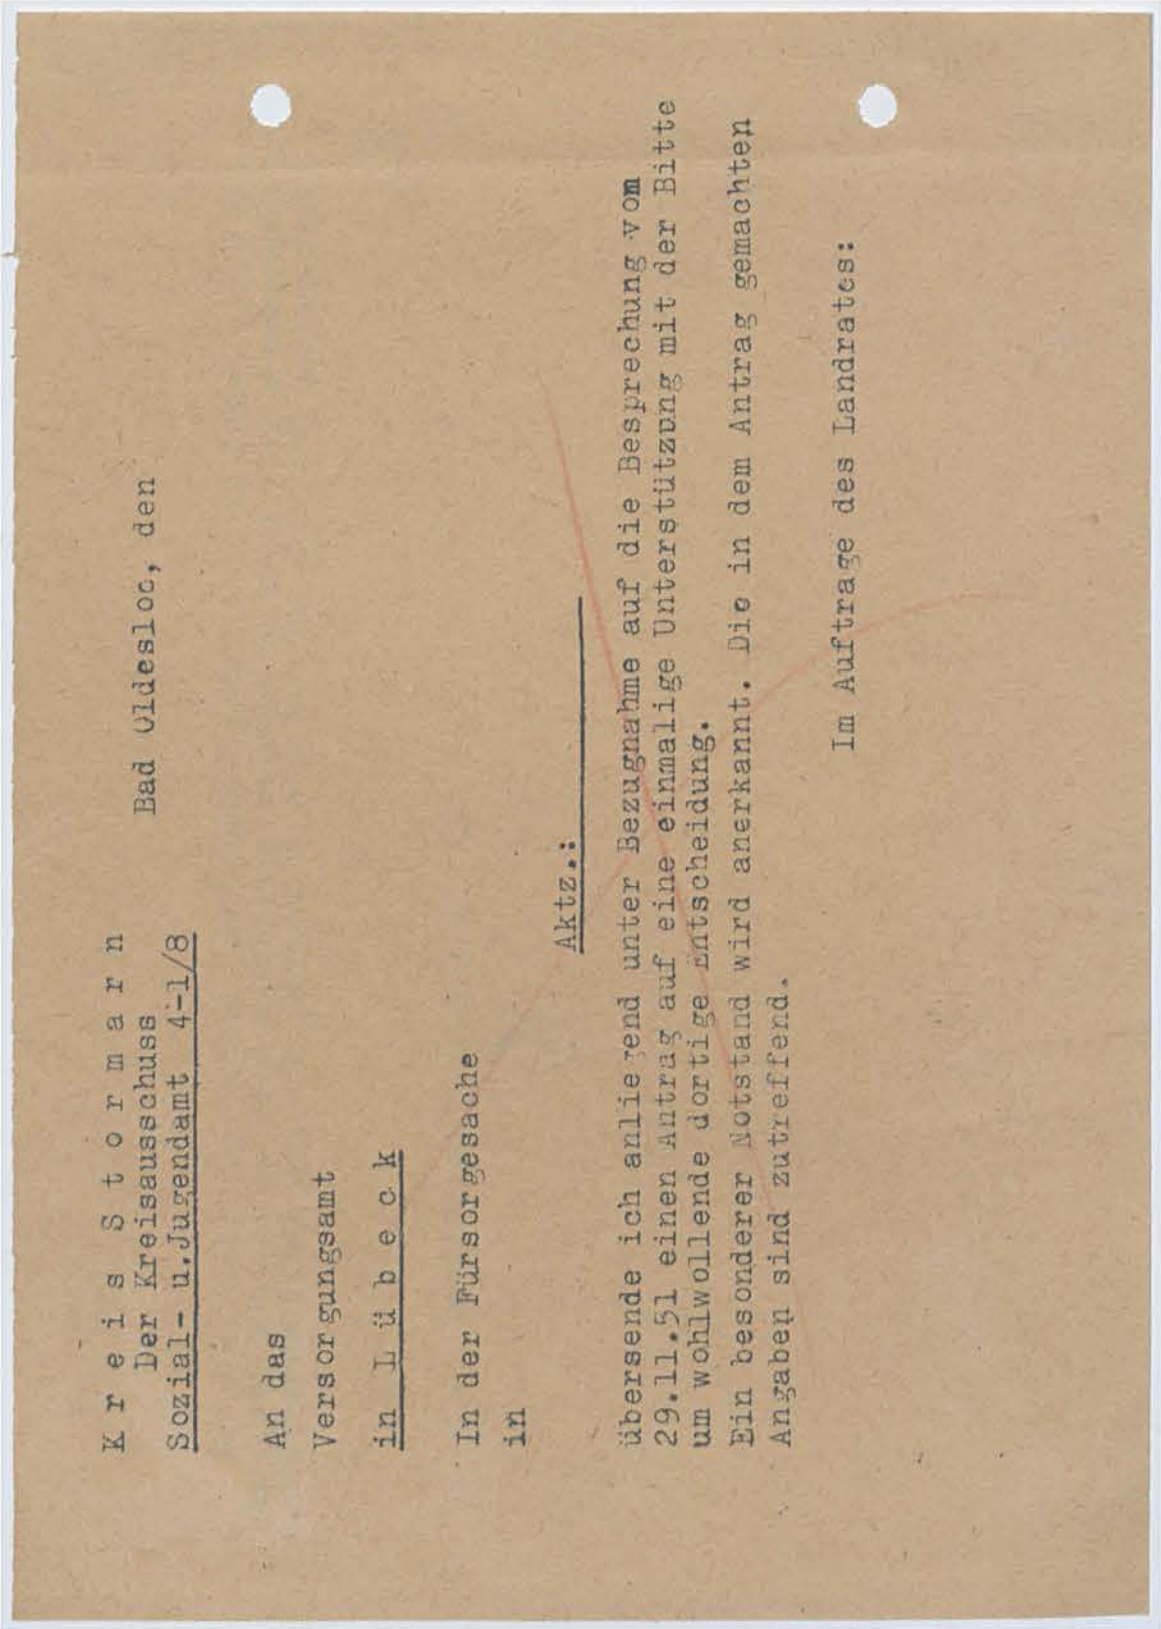 K r e i s  S t o r m a r n
Der Kreisausschuss
Sozial- u.Jugendamt 4-1/8
Bad Oldesloe, den
An das
Versorgungsamt
in L ü b e c k
In der Fürsorgesache
in
Aktz.:
übersende ich anliegend unter Bezugnahme auf die Besprechung vom
29.11.51 einen Antrag auf eine einmalige Unterstützung mit der Bitte
um wohlwollende dortige Entscheidung.
Ein besonderer Notstand wird anerkannt. Die in dem Antrag gemachten
Angaben sind zutreffend.
Im Auftrage des Landrates: